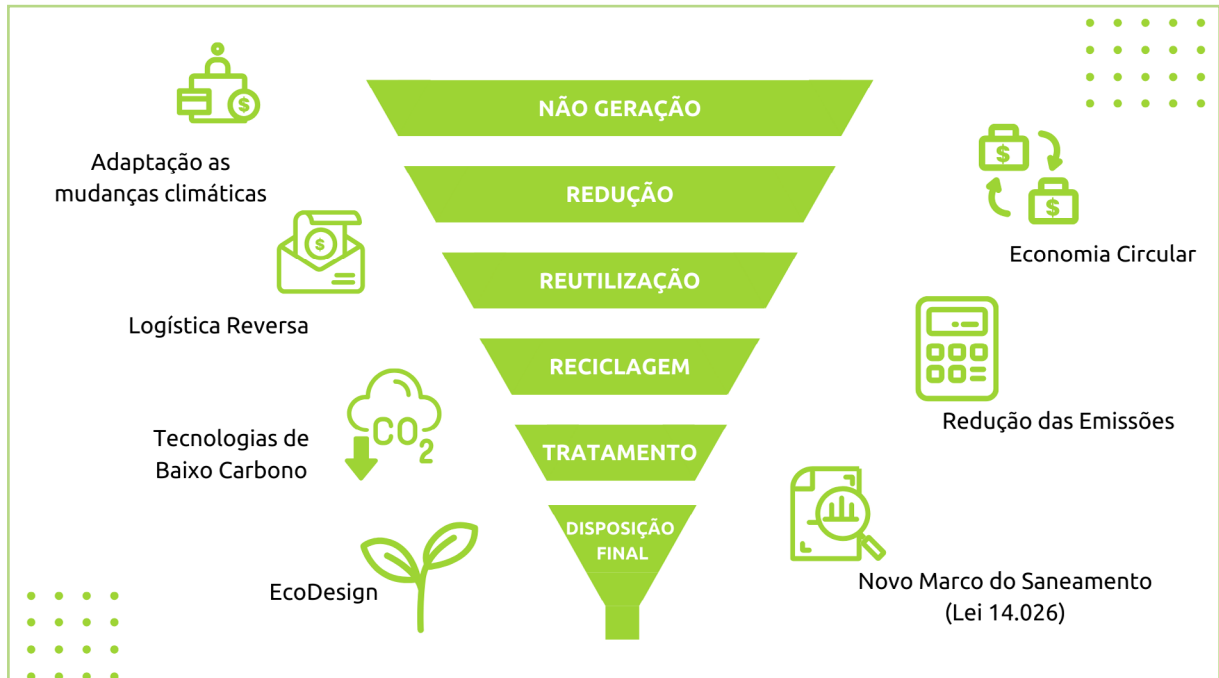 NÃO GERAÇÃO
REDUÇÃO
REUTILIZAÇÃO
RECICLAGEM
TRATAMENTO
DISPOSIÇÃO
FINAL
$
Adaptação as
mudanças climáticas
$
Logística Reversa
CO2
Tecnologias de
Baixo Carbono
EcoDesign
$
$
Economia Circular
Redução das Emissões
Novo Marco do Saneamento
(Lei 14.026)